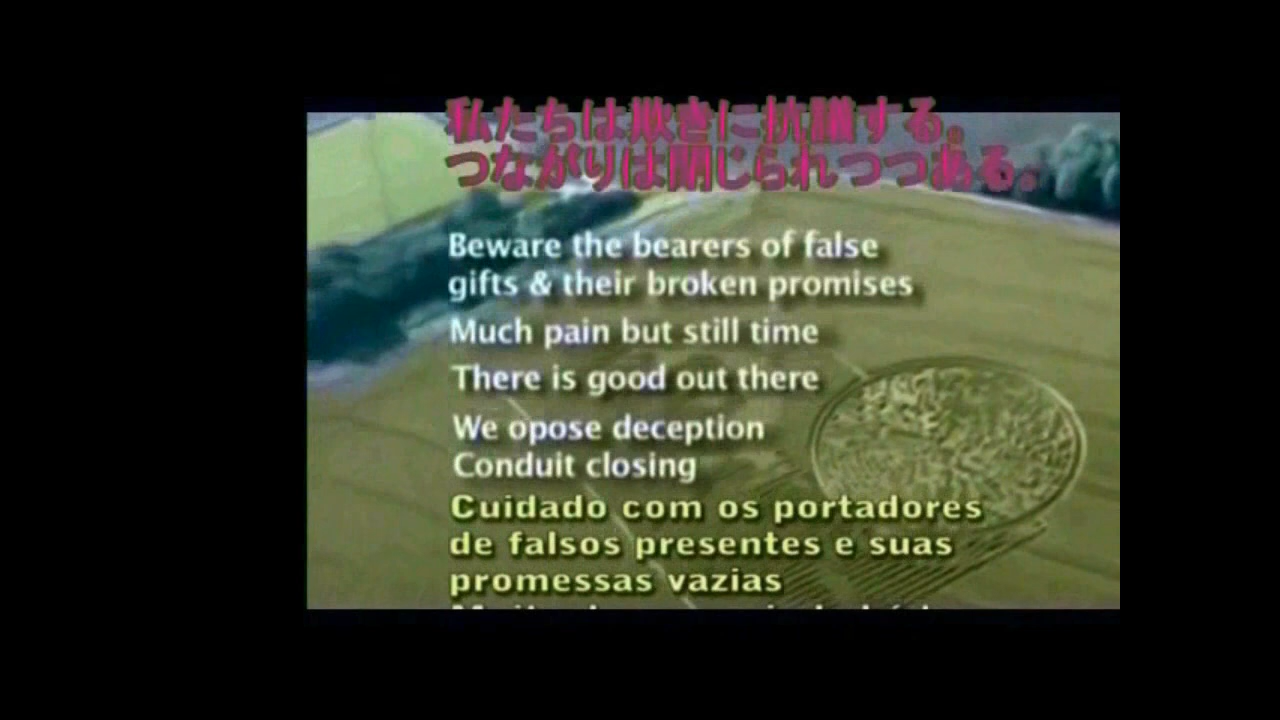 私たちは欺きに抗議する。
つながりは閉じられつつある。
Beware the bearers of false
gifts & their broken promises
Much pain but still time
There is good out there
We opose deception
Conduit closing
Cuidado com os portadores
de falsos presentes e suas
promessas vazias